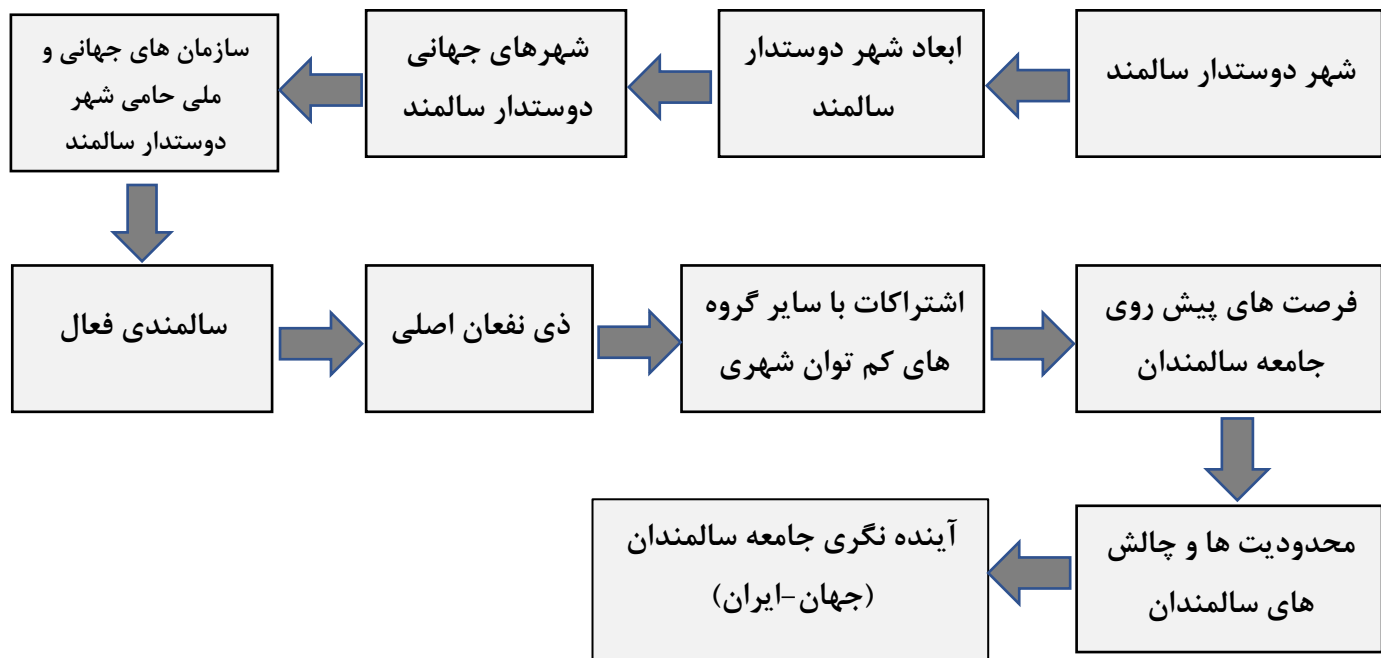 شهر دوستدار سالمند
ابعاد شهر دوستدار
سالمند
شهرهای جهانی
دوستدار سالمند
سازمان های جهانی و
ملی حامی شهر
دوستدار سالمند
سالمندی فعال
ذی نفعان اصلی
اشتراکات با سایر گروه
های کم توان شهری
فرصت های پیش روی
جامعه سالمندان
محدودیت ها و چالش
های سالمندان
آینده نگری جامعه سالمندان
(جهان-ایران)